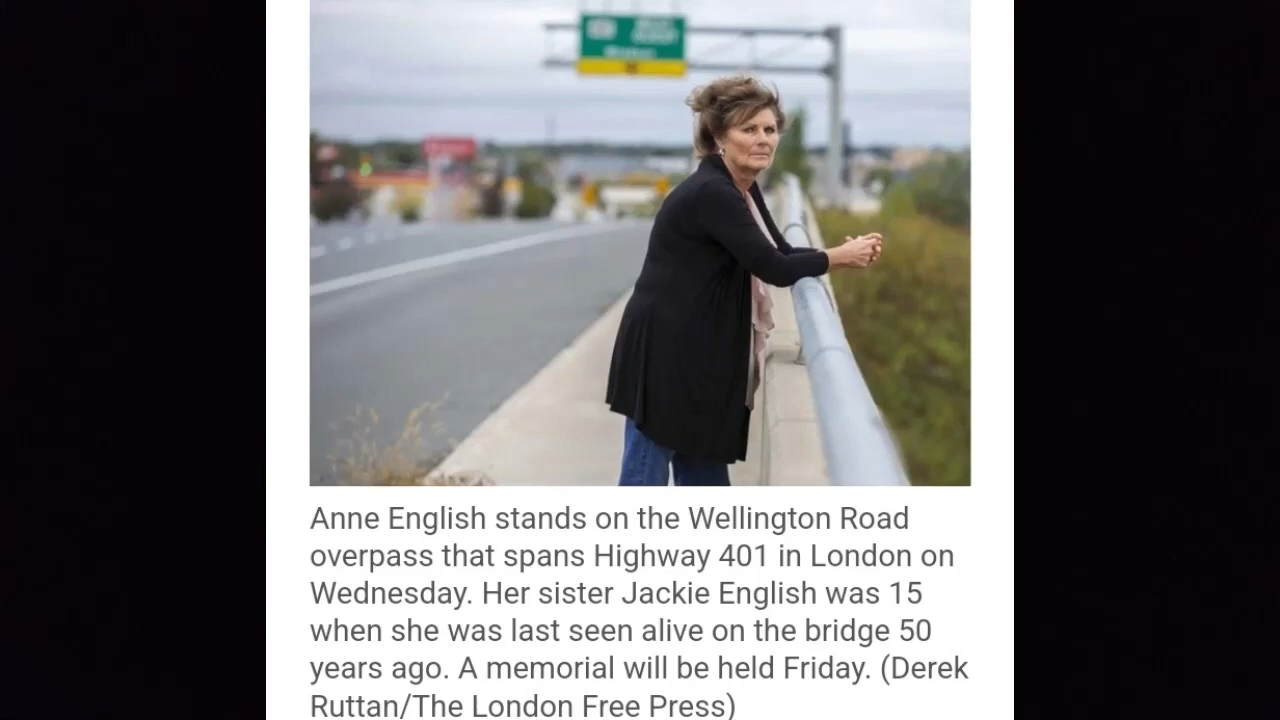 Anne English stands on the Wellington Road
overpass that spans Highway 401 in London on
Wednesday. Her sister Jackie English was 15
when she was last seen alive on the bridge 50
years ago. A memorial will be held Friday. (Derek
Ruttan/The London Free Press)